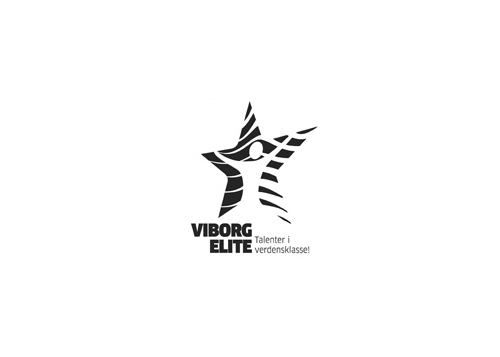 VIBORG
ELITE
Talenter i
verdensklasse!